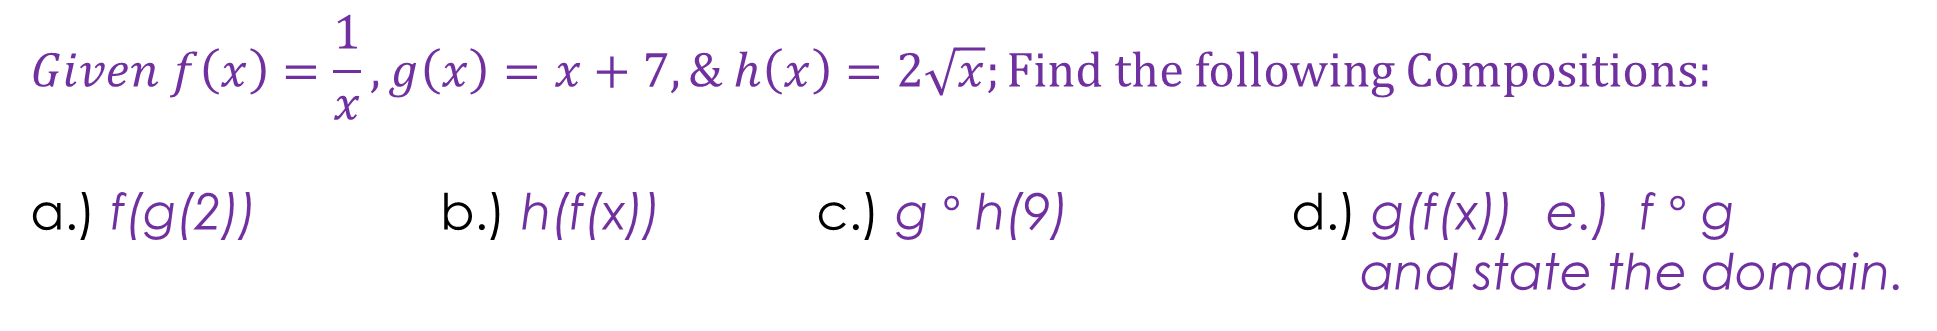 Given f(x) = 1/x, g(x) = x + 7, & h(x) = 2√x; Find the following Compositions:
a.) f(g(2)) b.) h(f(x)) c.) g ° h(9) d.) g(f(x)) e.) f ° g
and state the domain.